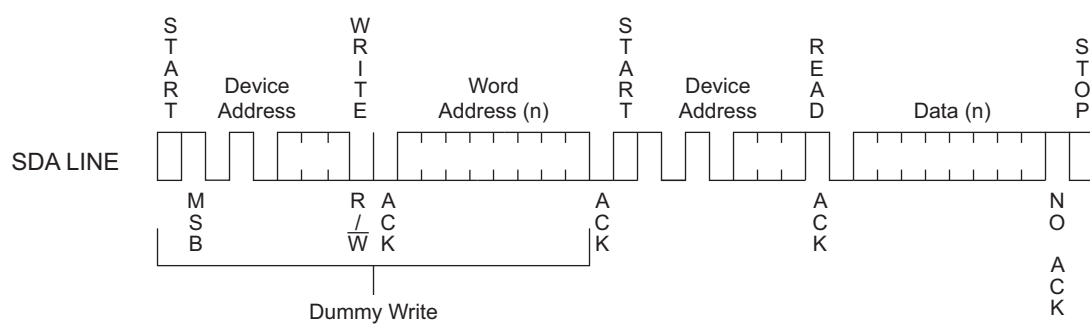 START
WRITE
START
READ
STOP
Device
Address
Word
Address (n)
Device
Address
Data (n)
SDA LINE
MSB
R/W
ACK
ACK
ACK
NO ACK
Dummy Write